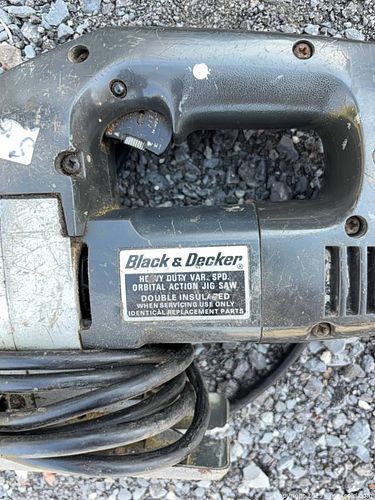 Black & Decker®
HEAVY DUTY VAR. SPD.
ORBITAL ACTION JIG SAW
DOUBLE INSULATED
WHEN SERVICING USE ONLY
IDENTICAL REPLACEMENT PARTS